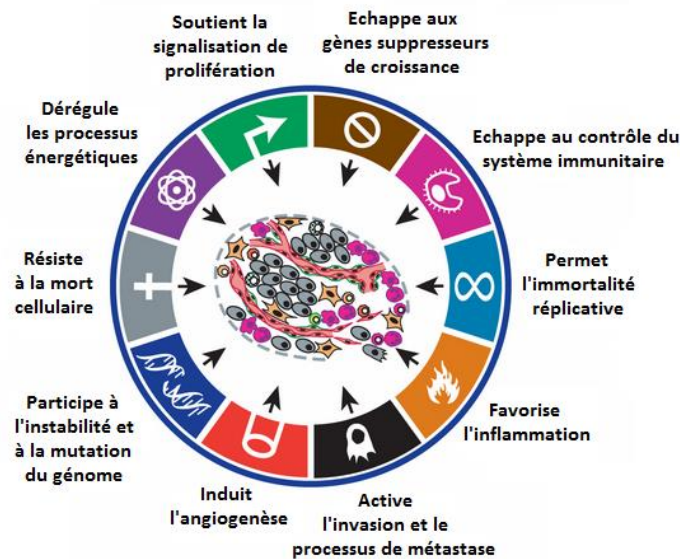 Soutient la
signalisation de
prolifération
Echappe aux
gènes suppresseurs
de croissance
Echappe au contrôle du
système immunitaire
Permet
l'immortalité
réplicative
Favorise
l'inflammation
Active
l'invasion et le
processus de métastase
Induit
l'angiogenèse
Participe à
l'instabilité et
à la mutation
du génome
Résiste
à la mort
cellulaire
Dérégule
les processus
énergétiques